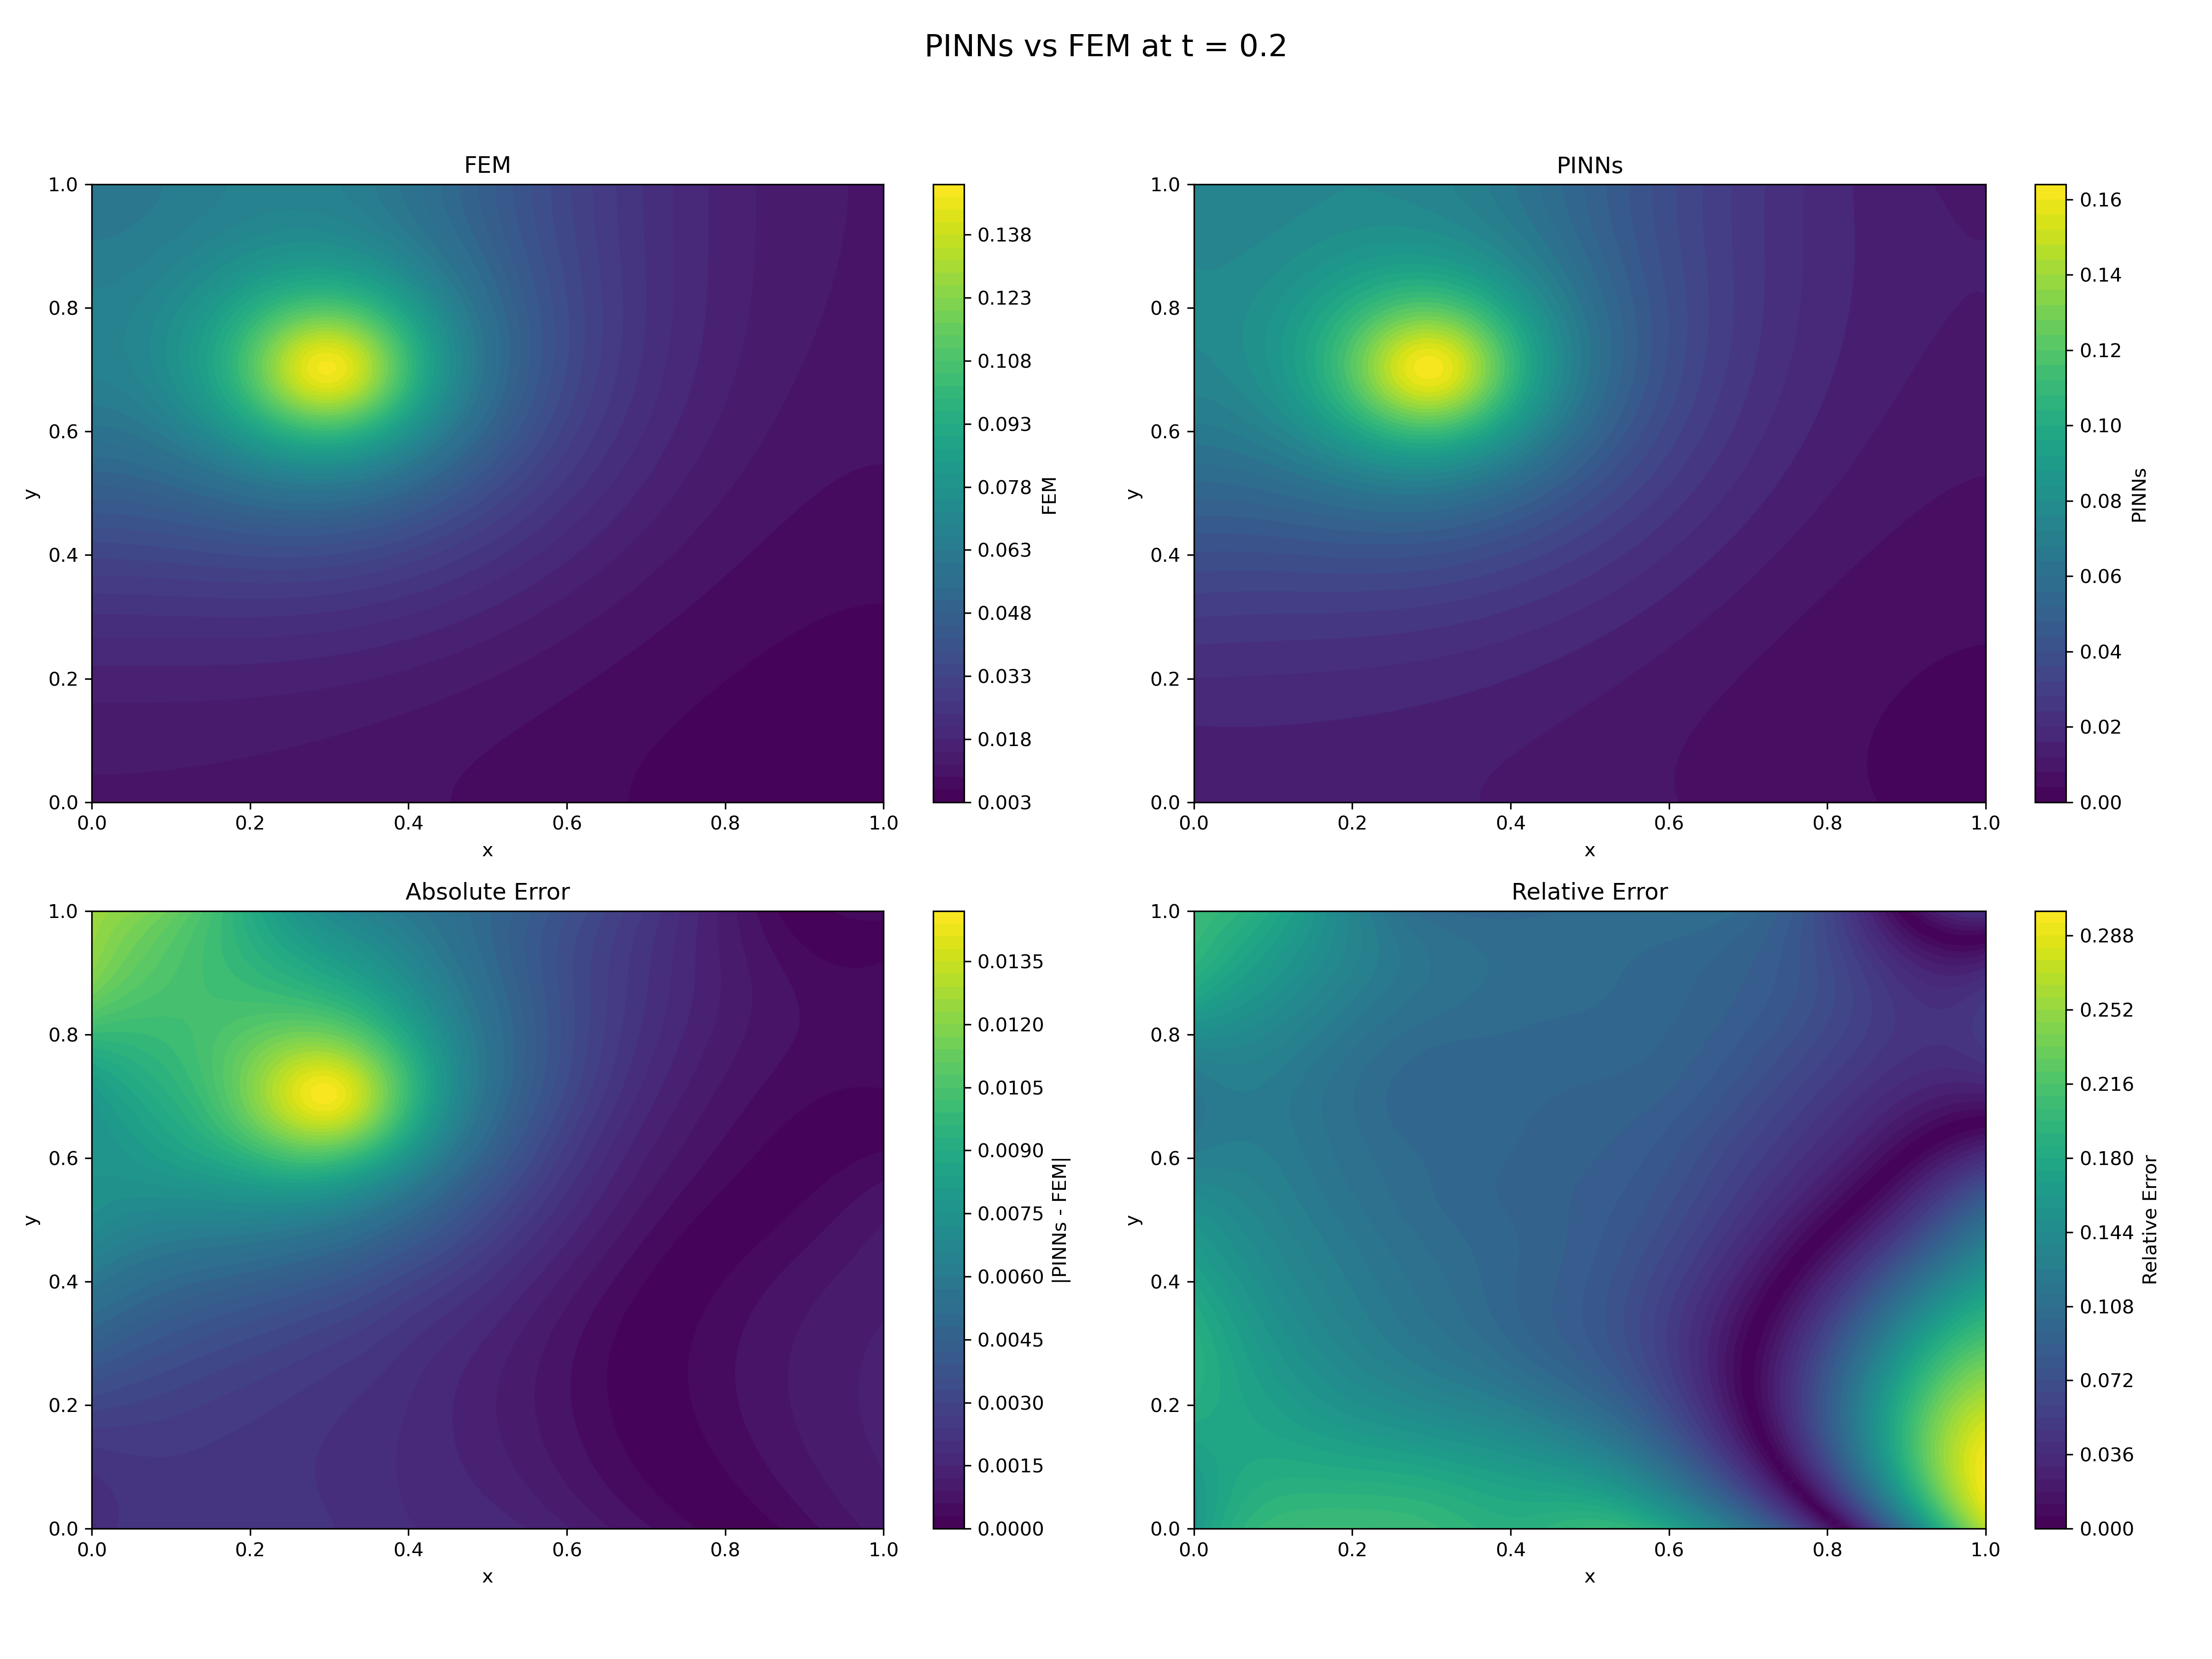 PINNs vs FEM at t = 0.2
FEM
1.0
0.8
0.6
0.4
0.2
0.0
y
0.0 0.2 0.4 0.6 0.8 1.0
x
0.138
0.123
0.108
0.093
0.078
0.063
0.048
0.033
0.018
0.003
FEM
PINNs
1.0
0.8
0.6
0.4
0.2
0.0
y
0.0 0.2 0.4 0.6 0.8 1.0
x
0.16
0.14
0.12
0.10
0.08
0.06
0.04
0.02
0.00
PINNs
Absolute Error
1.0
0.8
0.6
0.4
0.2
0.0
y
0.0 0.2 0.4 0.6 0.8 1.0
x
0.0135
0.0120
0.0105
0.0090
0.0075
0.0060
0.0045
0.0030
0.0015
0.0000
|PINNs - FEM|
Relative Error
1.0
0.8
0.6
0.4
0.2
0.0
y
0.0 0.2 0.4 0.6 0.8 1.0
x
0.288
0.252
0.216
0.180
0.144
0.108
0.072
0.036
0.000
Relative Error